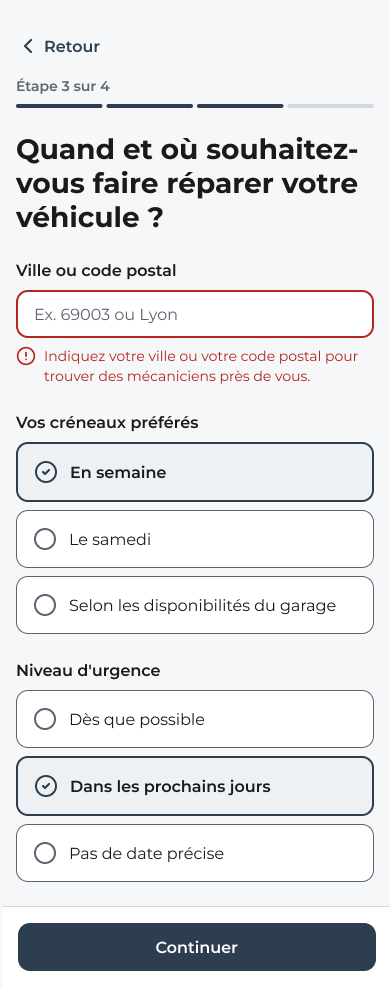 Retour
Étape 3 sur 4
Quand et où souhaitez-
vous faire réparer votre
véhicule ?
Ville ou code postal
Ex. 69003 ou Lyon
Indiquez votre ville ou votre code postal pour
trouver des mécaniciens près de vous.
Vos créneaux préférés
En semaine
Le samedi
Selon les disponibilités du garage
Niveau d'urgence
Dès que possible
Dans les prochains jours
Pas de date précise
Continuer